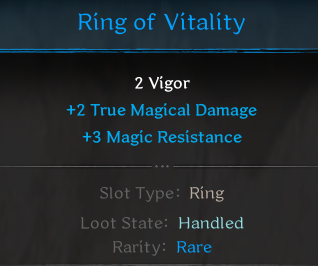 Ring of Vitality
2 Vigor
+2 True Magical Damage
+3 Magic Resistance
Slot Type: Ring
Loot State: Handled
Rarity: Rare